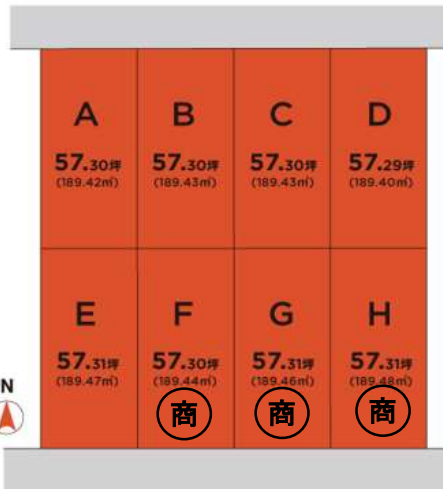 A
57.30坪
(189.42㎡)
B
57.30坪
(189.43㎡)
C
57.30坪
(189.43㎡)
D
57.29坪
(189.40㎡)
E
57.31坪
(189.47㎡)
F
57.30坪
(189.44㎡)
商
G
57.31坪
(189.46㎡)
商
H
57.31坪
(189.48㎡)
商
N